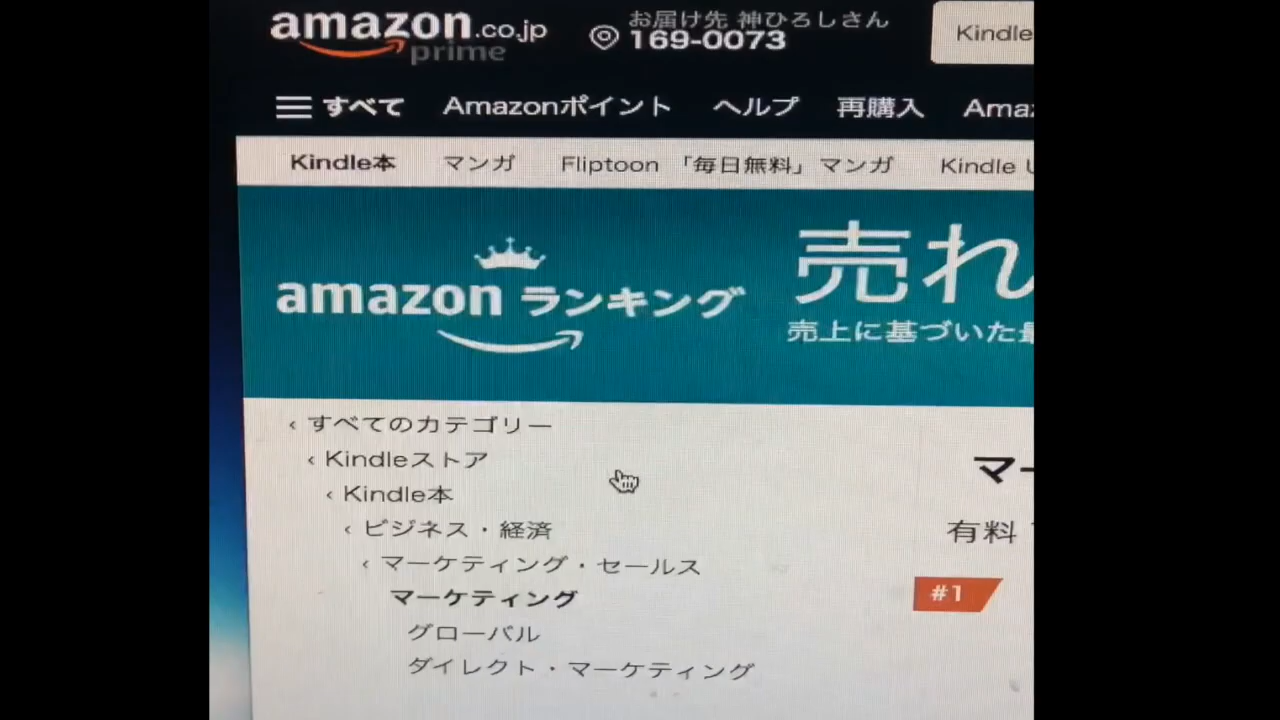 amazon.co.jp
prime
お届け先 神ひろしさん
169-0073
Kindle
すべて Amazonポイント ヘルプ 再購入 Ama
Kindle本 マンガ Fliptoon 「毎日無料」マンガ Kindle U
amazon ランキング
売れ
売上に基づいた最
‹ すべてのカテゴリー
‹ Kindleストア
‹ Kindle本
‹ ビジネス・経済
‹ マーケティング・セールス
マーケティング
グローバル
ダイレクト・マーケティング
マー
有料
#1